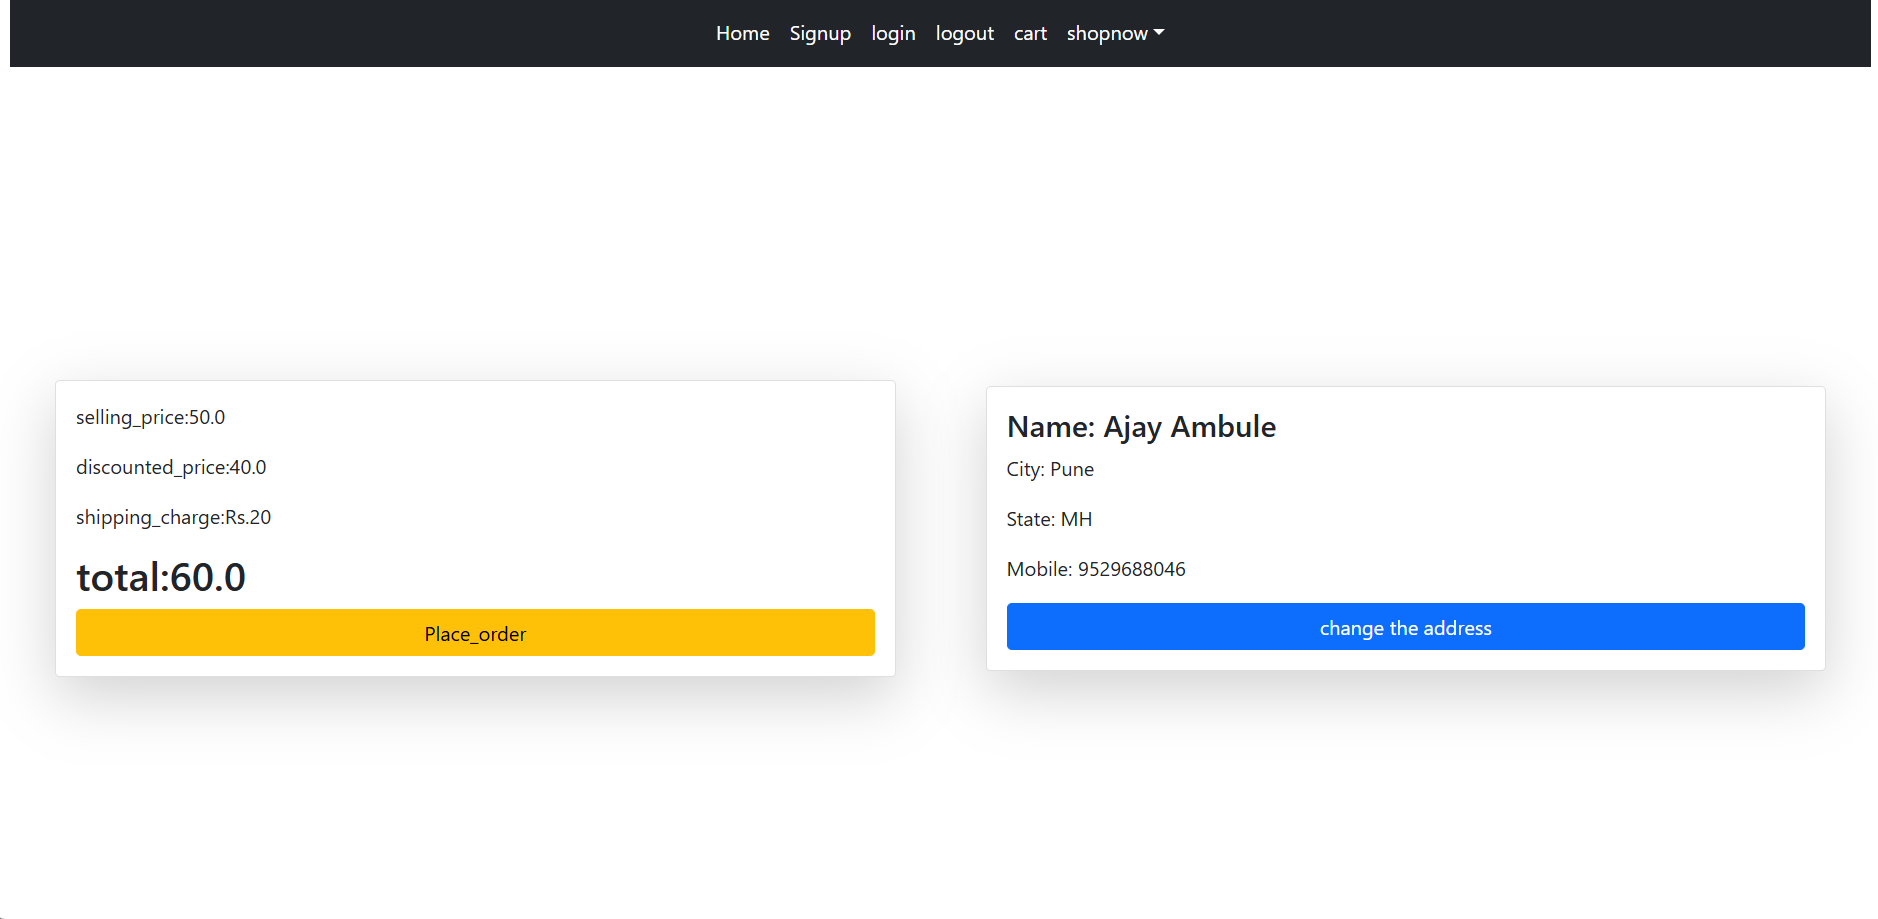 Home Signup login logout cart shopnow
selling_price:50.0
discounted_price:40.0
shipping_charge:Rs.20
total:60.0
Place_order
Name: Ajay Ambule
City: Pune
State: MH
Mobile: 9529688046
change the address